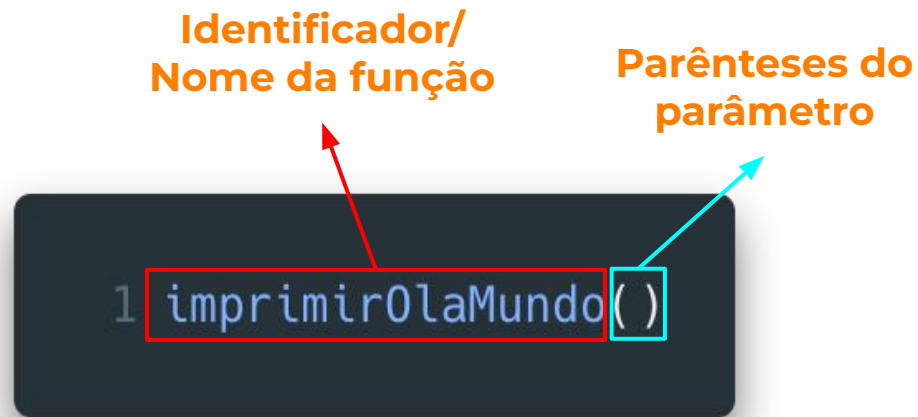 Identificador/
Nome da função
Parênteses do
parâmetro
1 imprimirOlaMundo()